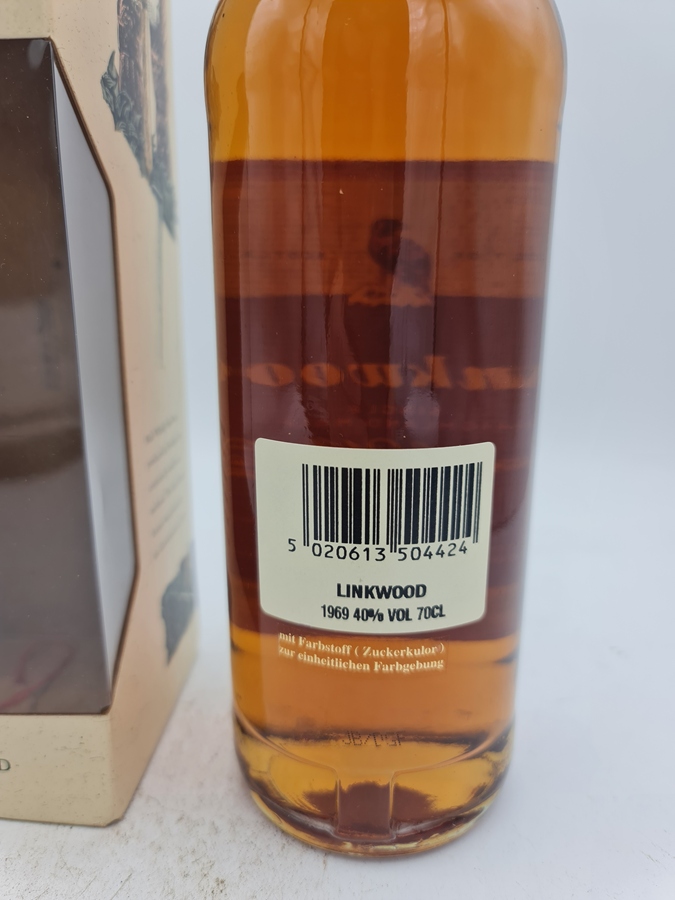 5 020613 504424
LINKWOOD
1969 40% VOL 70CL
mit Farbstoff ( Zuckerkulor )
zur einheitlichen Farbgebung